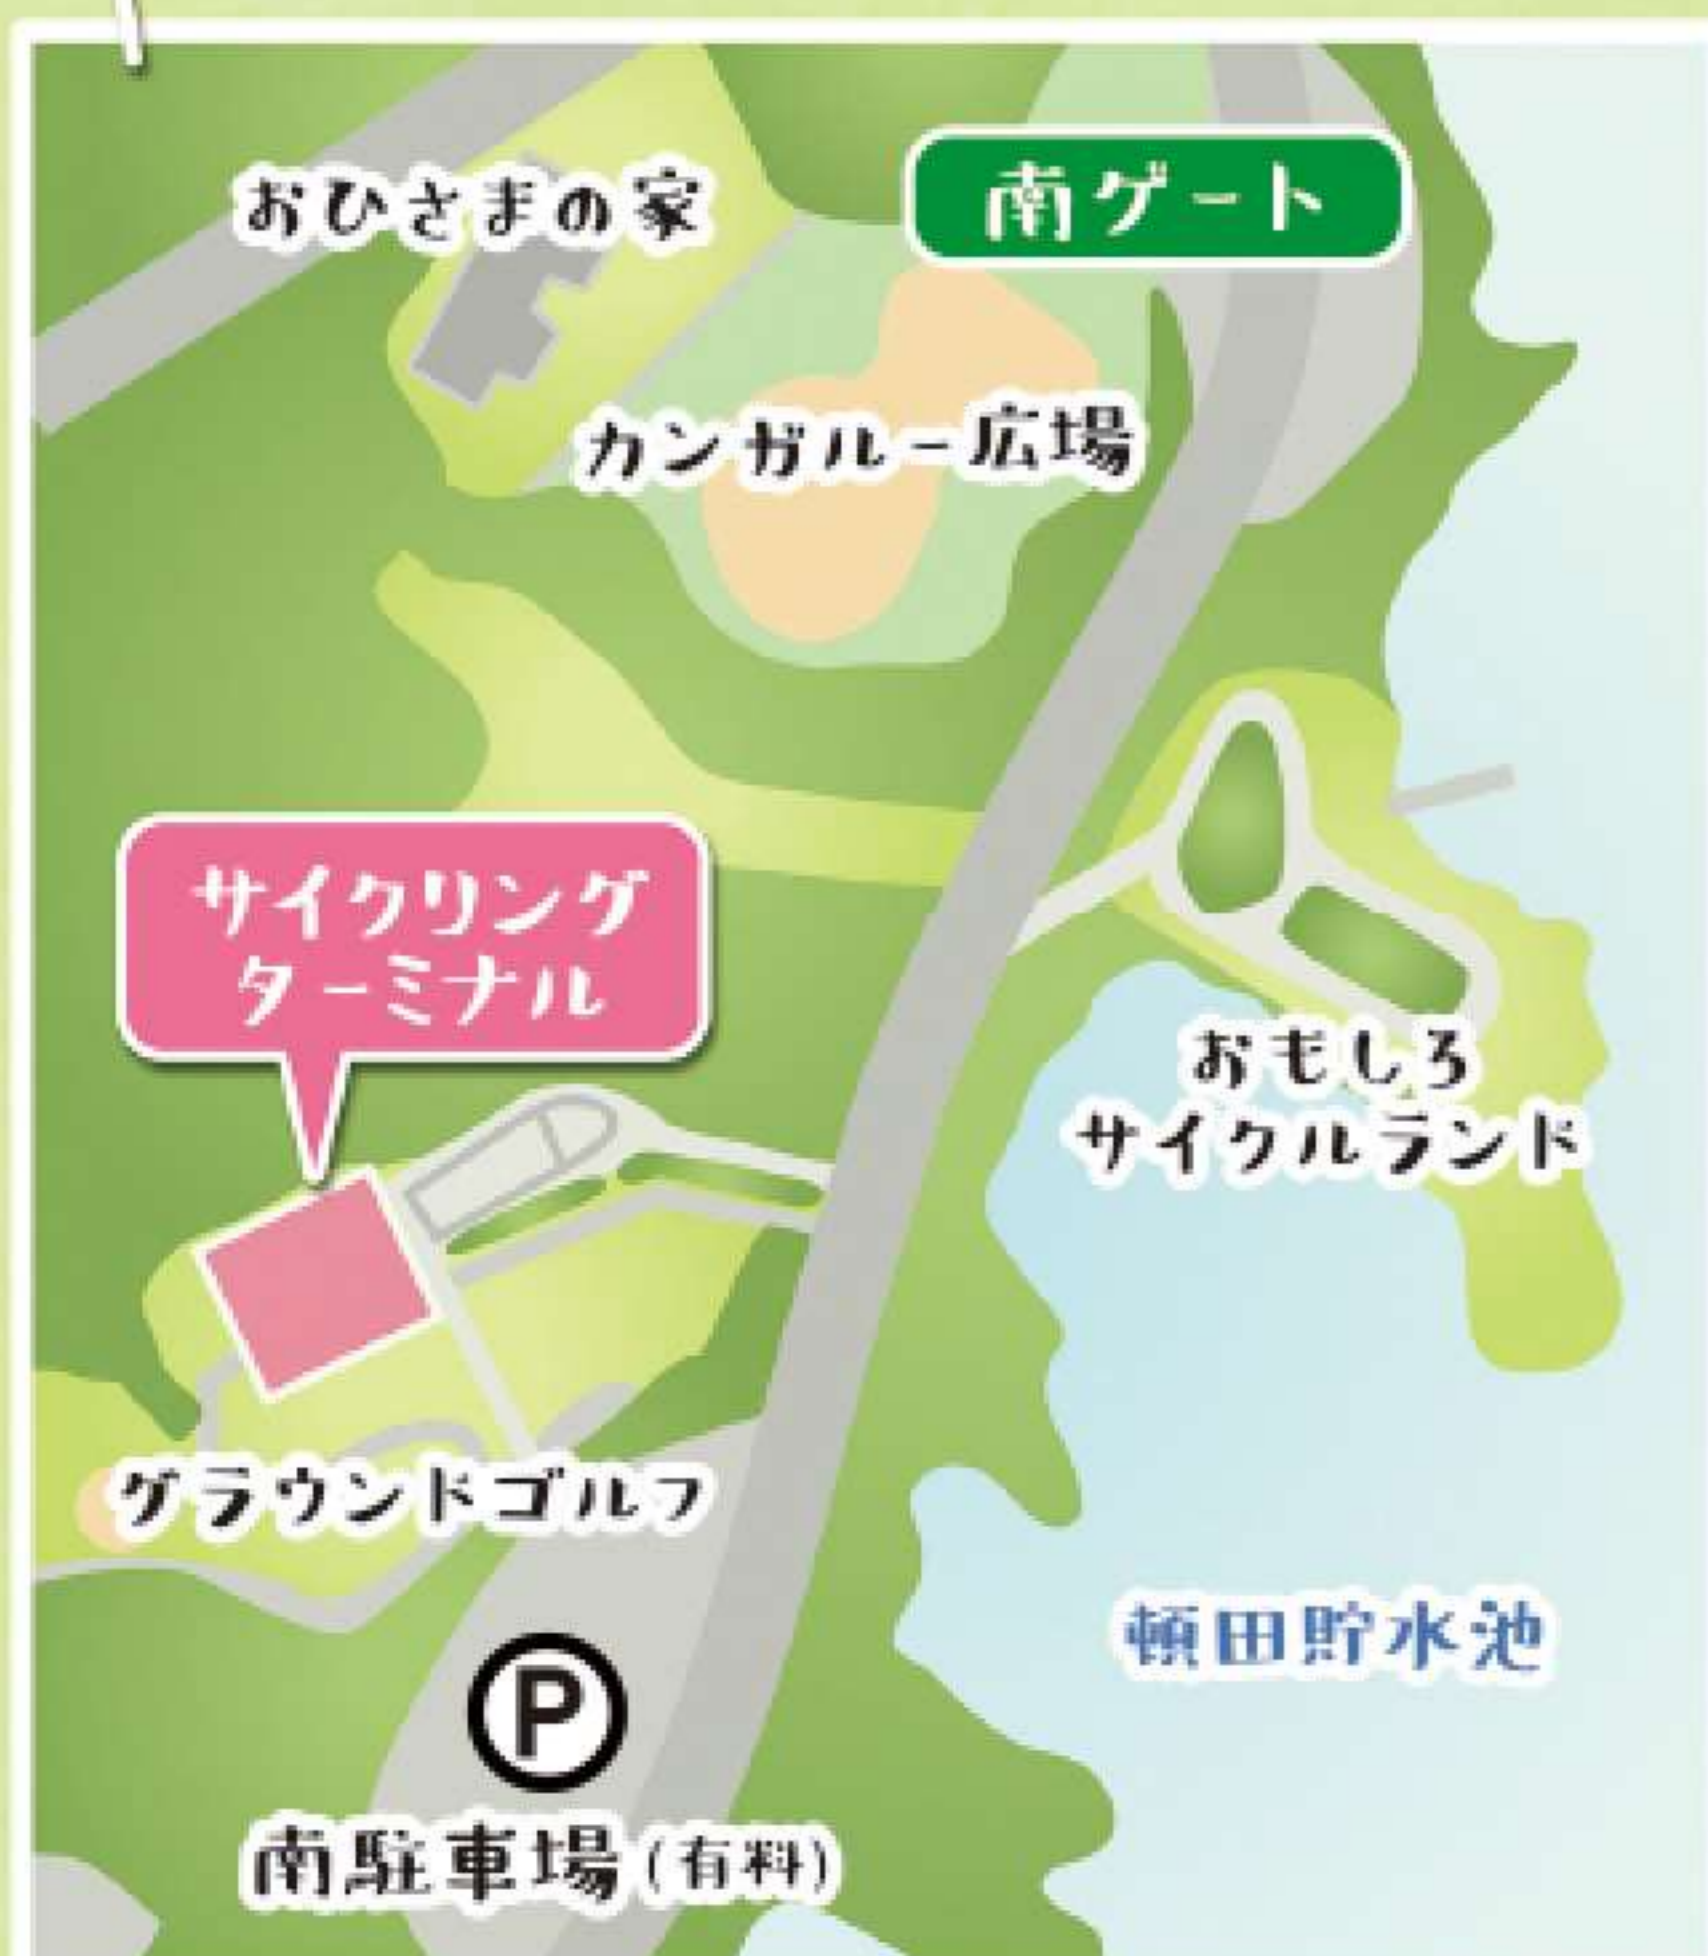 おひさまの家
南ゲート
カンガルー広場
サイクリング
ターミナル
おもしろ
サイクルランド
グラウンドゴルフ
頓田貯水池
P
南駐車場(有料)